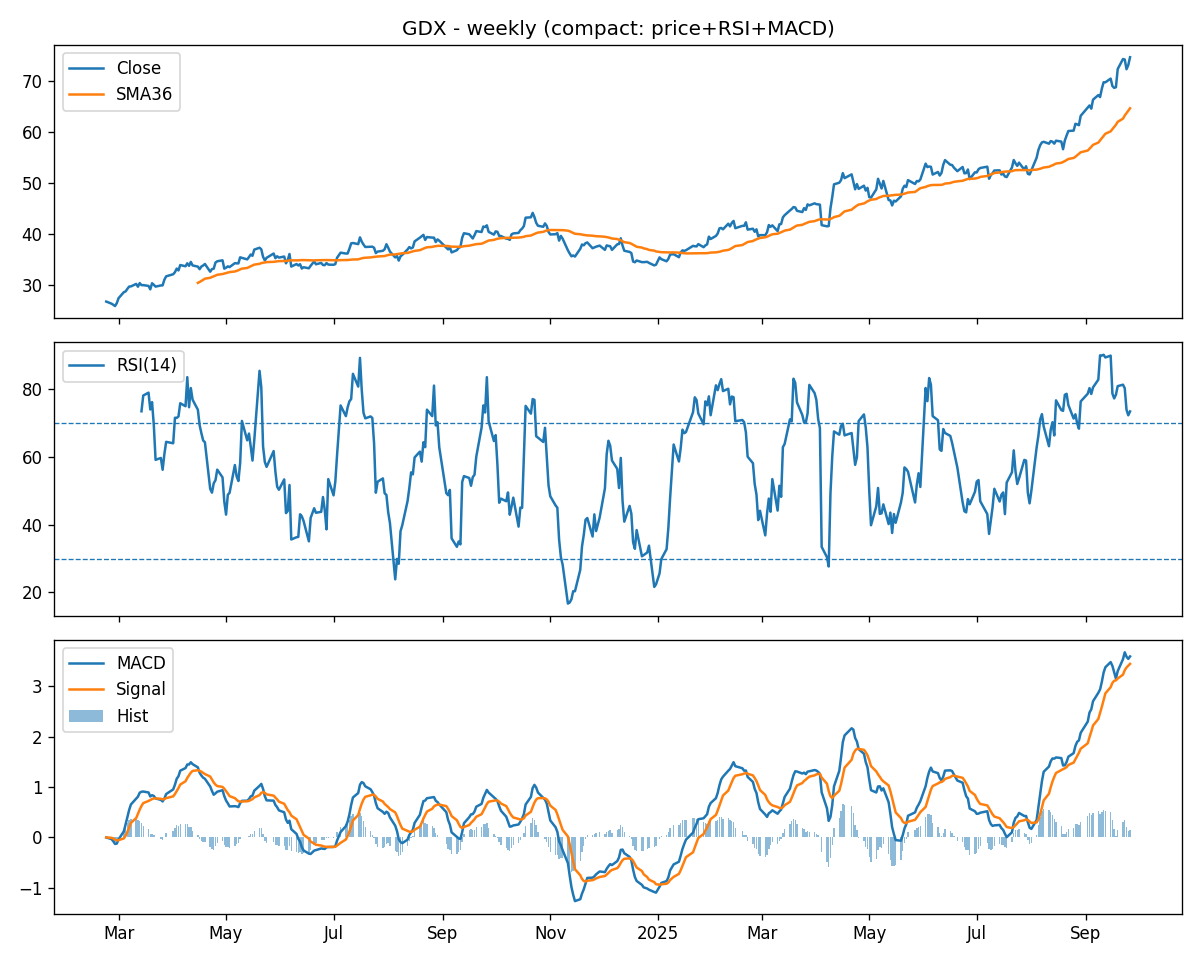 GDX - weekly (compact: price+RSI+MACD)
Close
SMA36
70
60
50
40
30
RSI(14)
80
60
40
20
MACD
Signal
Hist
3
2
1
0
−1
Mar
May
Jul
Sep
Nov
2025
Mar
May
Jul
Sep